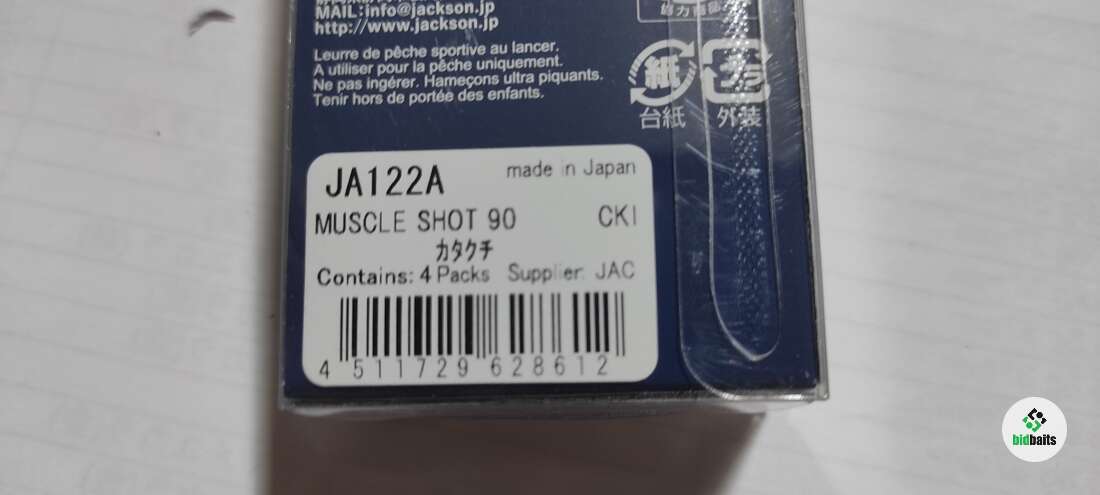 MAIL:info@jackson.jp
http://www.jackson.jp
Leurre de pêche sportive au lancer.
A utiliser pour la pêche uniquement.
Ne pas ingérer. Hameçons ultra piquants.
Tenir hors de portée des enfants.
紙
プラ
台紙
外装
JA122A
made in Japan
MUSCLE SHOT 90
CKI
カタクチ
Contains: 4 Packs Supplier: JAC
4 511729 628612
bidbaits